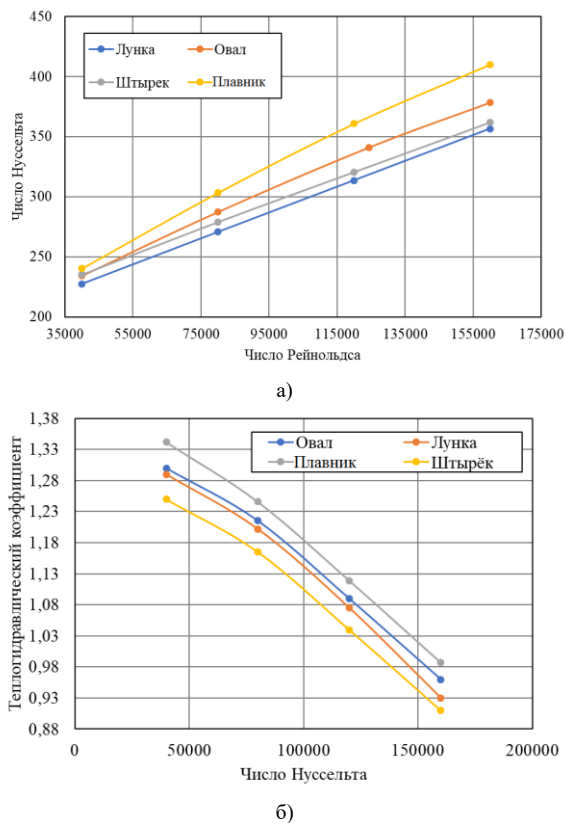 450
400
350
300
250
200
Число Нуссельта
Лунка Овал
Штырек Плавник
35000 55000 75000 95000 115000 135000 155000 175000
Число Рейнольдса
а)
1,38
1,33
1,28
1,23
1,18
1,13
1,08
1,03
0,98
0,93
0,88
Теплогидравлический коэффициент
Овал Лунка
Плавник Штырёк
0 50000 100000 150000 200000
Число Нуссельта
б)